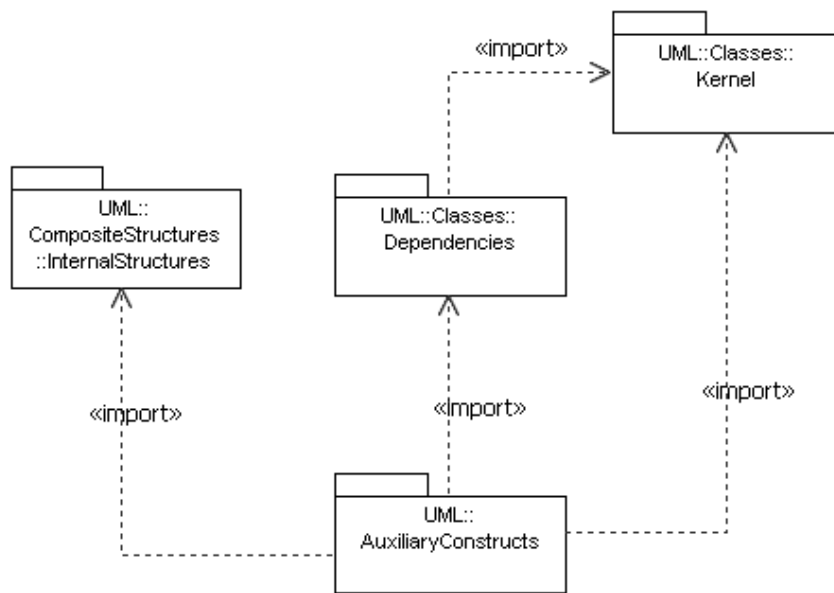 «import»
UML::Classes::
Kernel
UML::
CompositeStructures
::InternalStructures
UML::Classes::
Dependencies
«import»
«import»
«import»
UML::
AuxiliaryConstructs